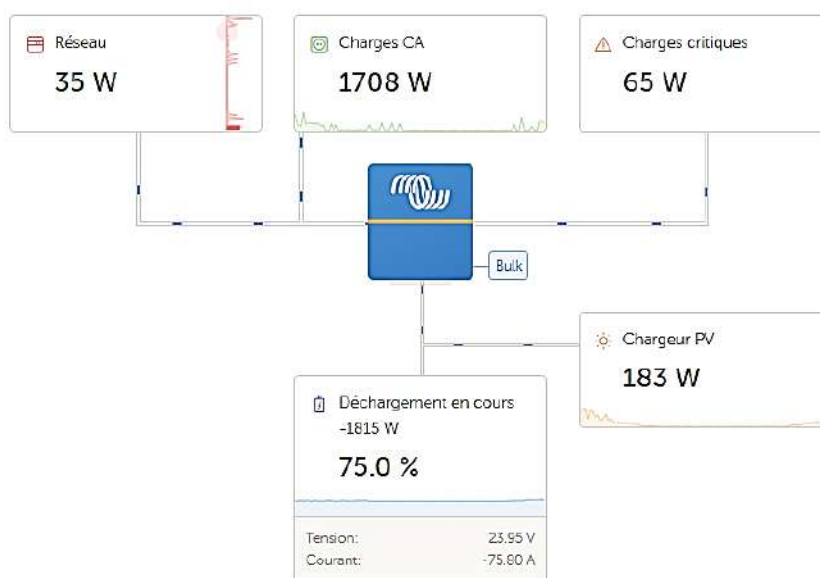 Réseau
35 W
Charges CA
1708 W
Charges critiques
65 W
Bulk
Chargeur PV
183 W
Déchargement en cours
-1815 W
75.0 %
Tension: 23.95 V
Courant: -75.80 A